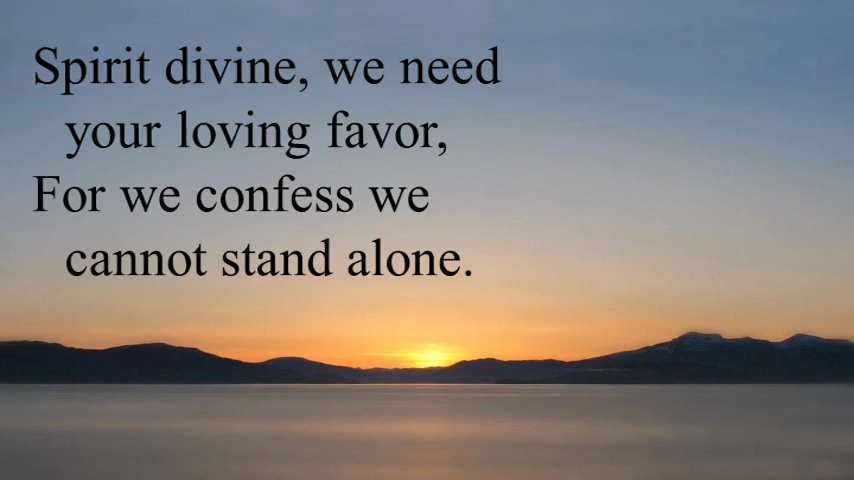 Spirit divine, we need
your loving favor,
For we confess we
cannot stand alone.